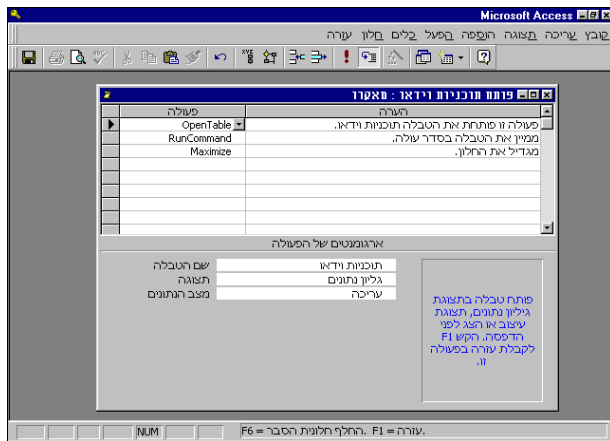 Microsoft Access
קובץ עריכה תצוגה הוספה הפעל כלים חלון עזרה
פותח תוכניות וידאו : מאקרו
פעולה הערה
OpenTable פעולה זו פותחת את הטבלה תוכניות וידאו.
RunCommand ממיין את הטבלה בסדר עולה.
Maximize מגדיל את החלון.
ארגומנטים של הפעולה
שם הטבלה תוכניות וידאו
תצוגה גליון נתונים
מצב הנתונים עריכה
פותח טבלה בתצוגת
גיליון נתונים, תצוגת
עיצוב או הצג לפני
הדפסה. הקש F1
לקבלת עזרה בפעולה
זו.
NUM
F6 = החלף חלונית הסבר. F1 = עזרה.